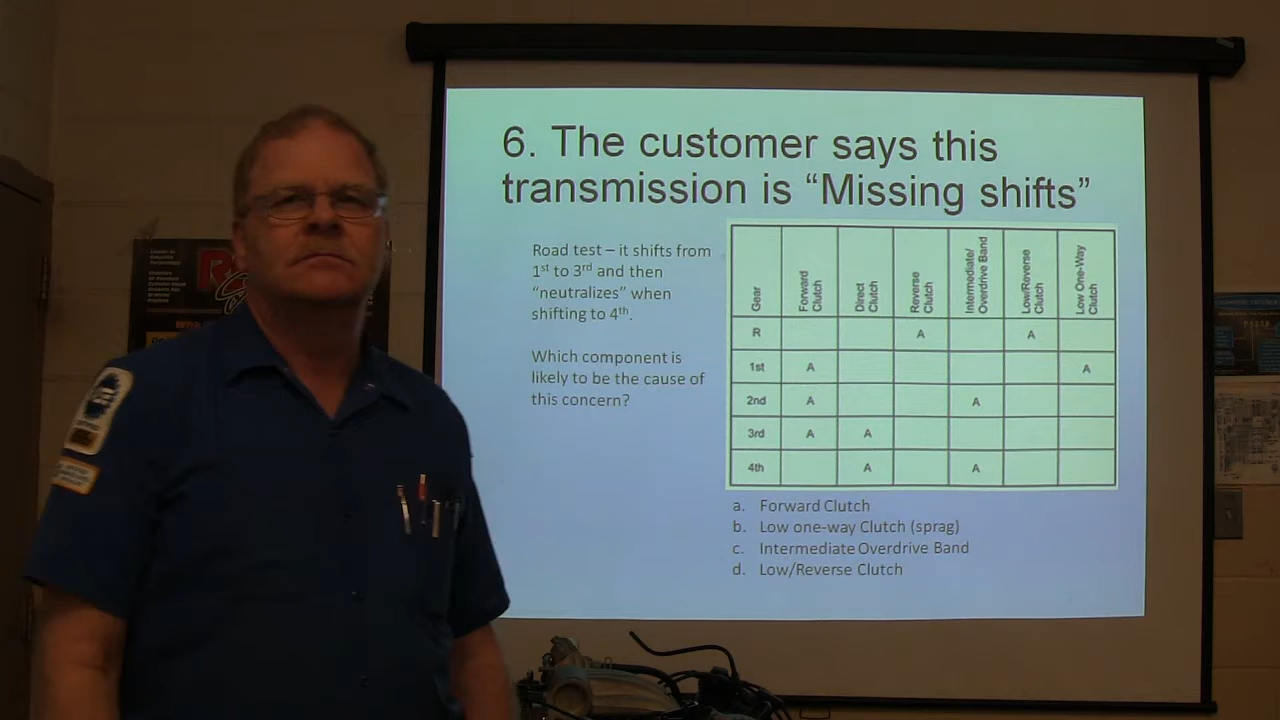 6. The customer says this
transmission is “Missing shifts”
Road test – it shifts from
1st to 3rd and then
“neutralizes” when
shifting to 4th.
Which component is
likely to be the cause of
this concern?
Gear Forward Clutch Direct Clutch Reverse Clutch Intermediate/ Overdrive Band Low/Reverse Clutch Low One-Way Clutch
R A A
1st A A
2nd A A
3rd A A
4th A A
a. Forward Clutch
b. Low one-way Clutch (sprag)
c. Intermediate Overdrive Band
d. Low/Reverse Clutch